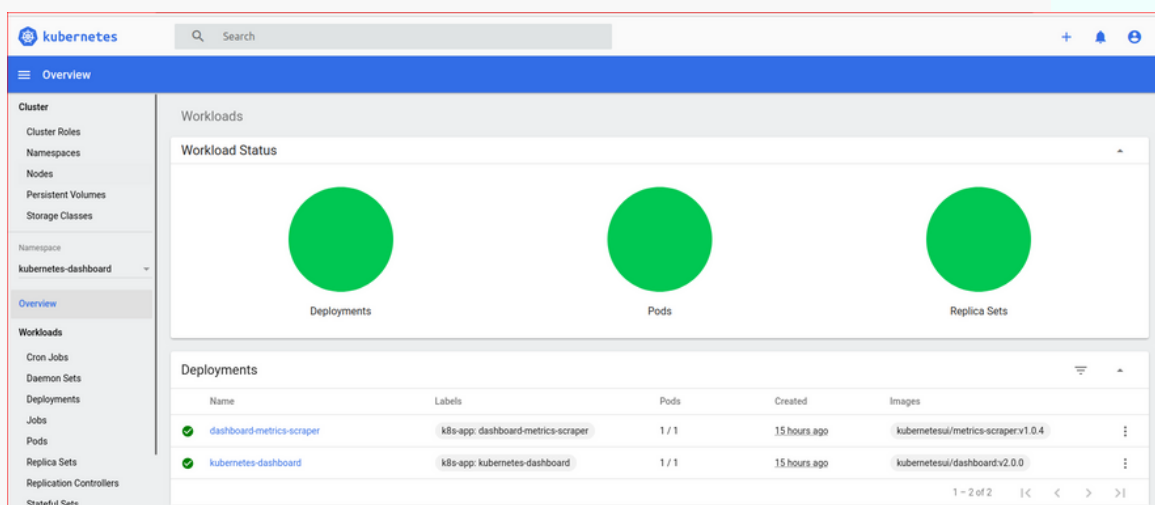 kubernetes
Search
Overview
Cluster
Cluster Roles
Namespaces
Nodes
Persistent Volumes
Storage Classes
Namespace
kubernetes-dashboard
Overview
Workloads
Cron Jobs
Daemon Sets
Deployments
Jobs
Pods
Replica Sets
Replication Controllers
Stateful Sets
Workloads
Workload Status
Deployments Pods Replica Sets
Deployments
Name Labels Pods Created Images
dashboard-metrics-scraper k8s-app: dashboard-metrics-scraper 1 / 1 15 hours ago kubernetesui/metrics-scraper:v1.0.4
kubernetes-dashboard k8s-app: kubernetes-dashboard 1 / 1 15 hours ago kubernetesui/dashboard:v2.0.0
1 – 2 of 2